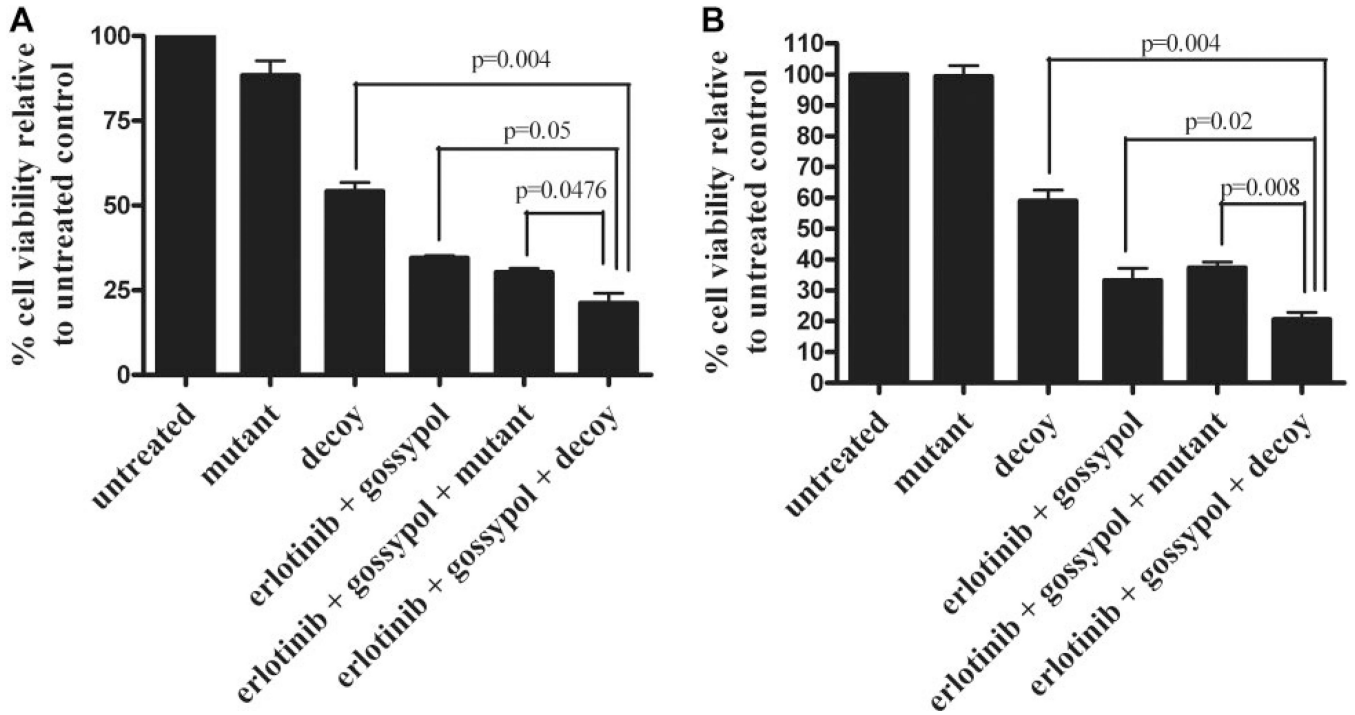 A
% cell viability relative
to untreated control
100
75
50
25
0
p=0.004
p=0.05
p=0.0476
untreated
mutant
decoy
erlotinib + gossypol
erlotinib + gossypol + mutant
erlotinib + gossypol + decoy
B
% cell viability relative
to untreated control
110
100
90
80
70
60
50
40
30
20
10
0
p=0.004
p=0.02
p=0.008
untreated
mutant
decoy
erlotinib + gossypol
erlotinib + gossypol + mutant
erlotinib + gossypol + decoy